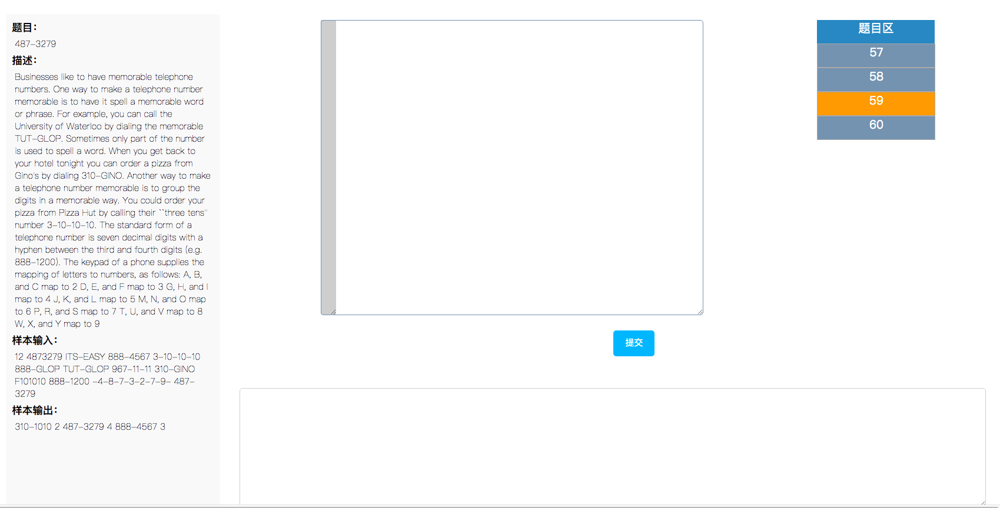 题目：
487-3279
描述：
Businesses like to have memorable telephone
numbers. One way to make a telephone number
memorable is to have it spell a memorable word
or phrase. For example, you can call the
University of Waterloo by dialing the memorable
TUT-GLOP. Sometimes only part of the number
is used to spell a word. When you get back to
your hotel tonight you can order a pizza from
Gino's by dialing 310-GINO. Another way to make
a telephone number memorable is to group the
digits in a memorable way. You could order your
pizza from Pizza Hut by calling their ``three tens''
number 3-10-10-10. The standard form of a
telephone number is seven decimal digits with a
hyphen between the third and fourth digits (e.g.
888-1200). The keypad of a phone supplies the
mapping of letters to numbers, as follows: A, B,
and C map to 2 D, E, and F map to 3 G, H, and I
map to 4 J, K, and L map to 5 M, N, and O map
to 6 P, R, and S map to 7 T, U, and V map to 8
W, X, and Y map to 9
样本输入：
12 4873279 ITS-EASY 888-4567 3-10-10-10
888-GLOP TUT-GLOP 967-11-11 310-GINO
F101010 888-1200 -4-8-7-3-2-7-9- 487-
3279
样本输出：
310-1010 2 487-3279 4 888-4567 3
提交
题目区
57
58
59
60